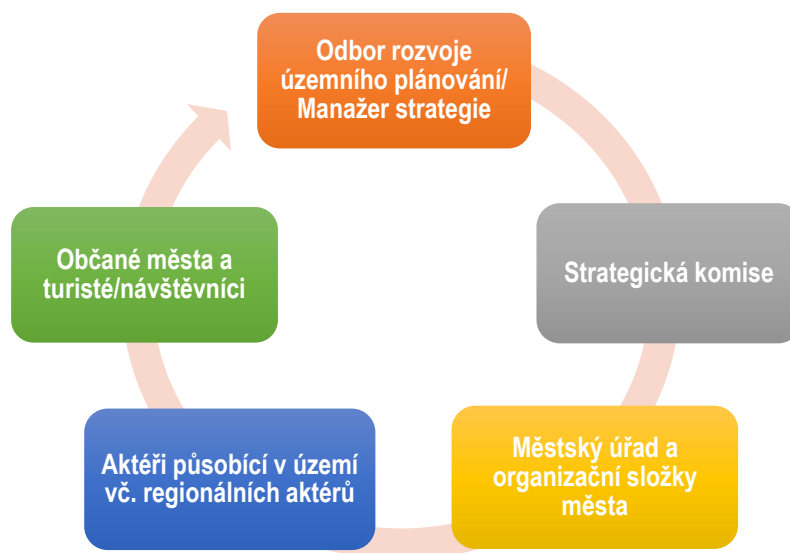 Odbor rozvoje
územního plánování/
Manažer strategie
Strategická komise
Městský úřad a
organizační složky
města
Aktéři působící v území
vč. regionálních aktérů
Občané města a
turisté/návštěvníci